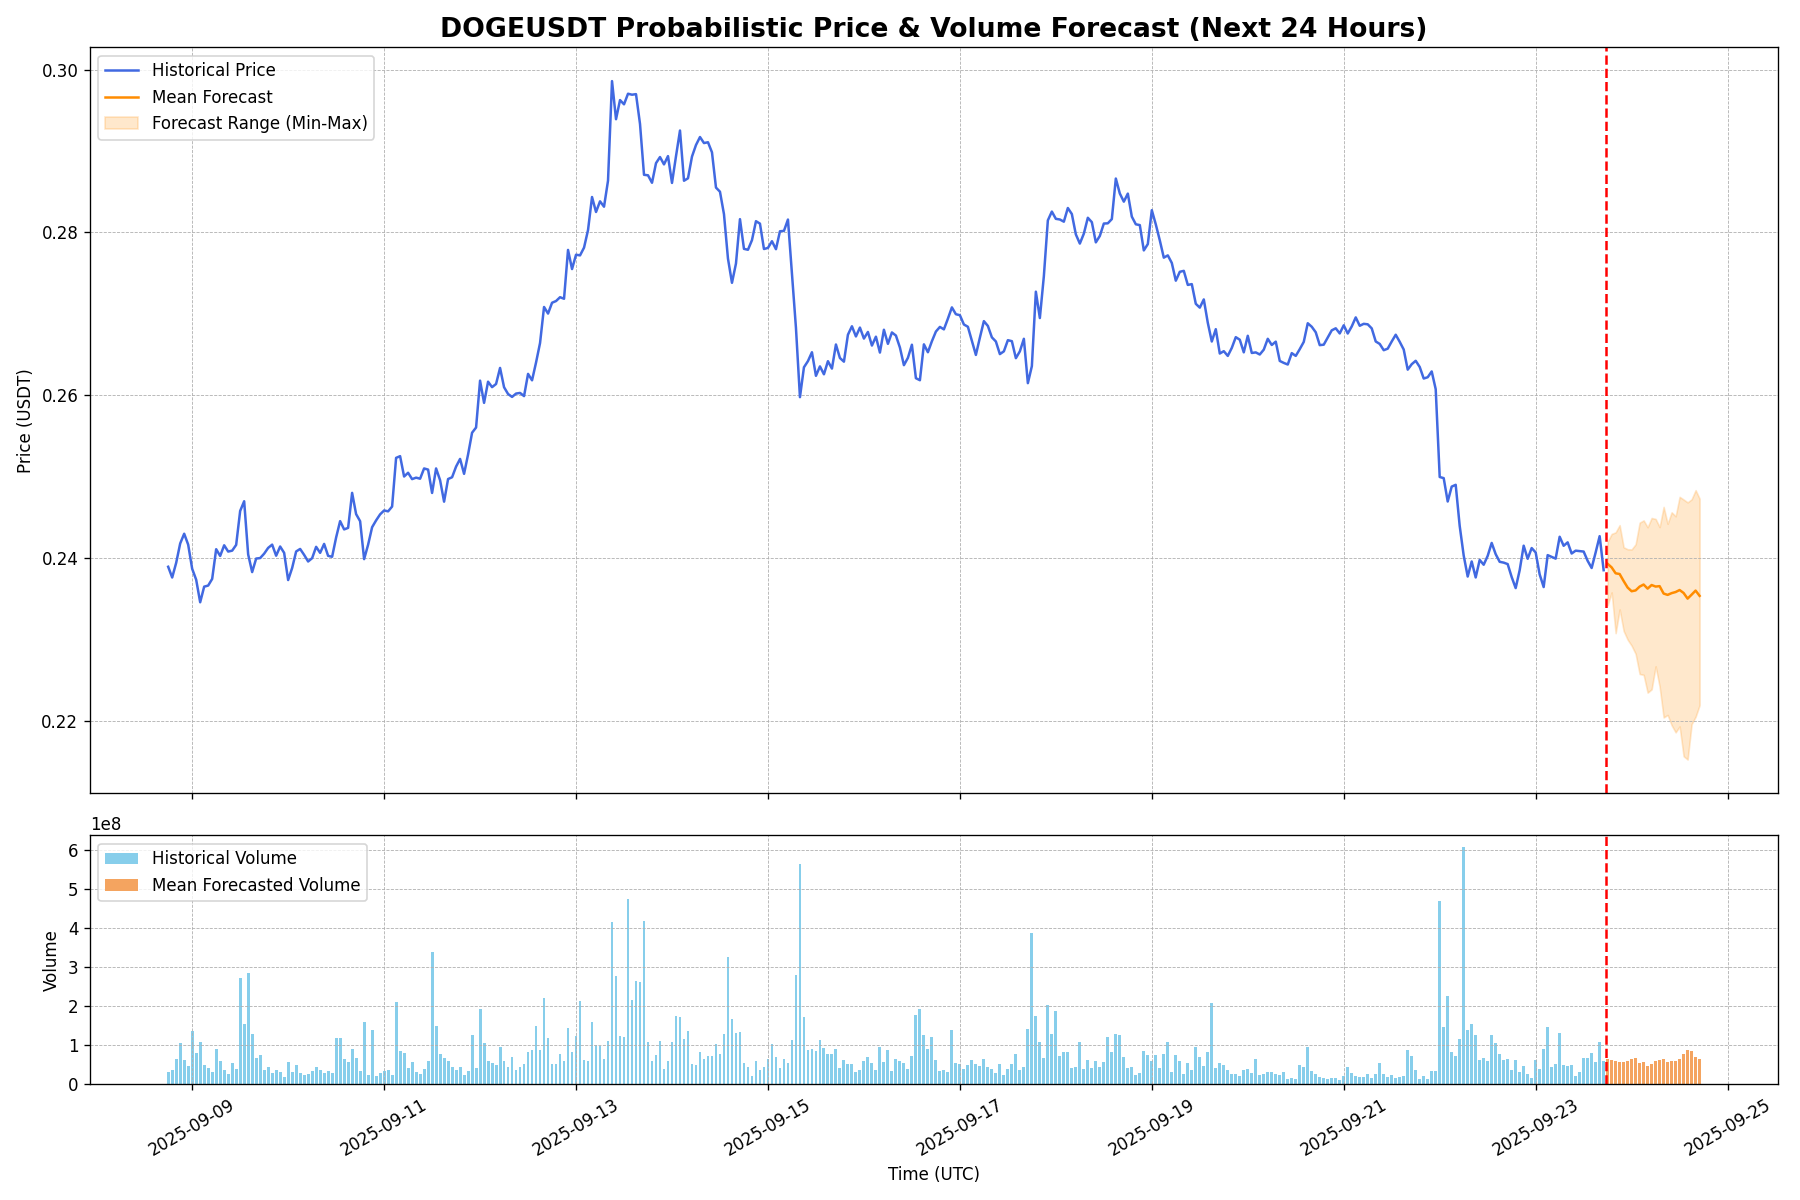 DOGEUSDT Probabilistic Price & Volume Forecast (Next 24 Hours)
Historical Price
Mean Forecast
Forecast Range (Min-Max)
0.30
0.28
0.26
0.24
0.22
Price (USDT)
1e8
Historical Volume
Mean Forecasted Volume
6
5
4
3
2
1
0
Volume
2025-09-09
2025-09-11
2025-09-13
2025-09-15
2025-09-17
2025-09-19
2025-09-21
2025-09-23
2025-09-25
Time (UTC)